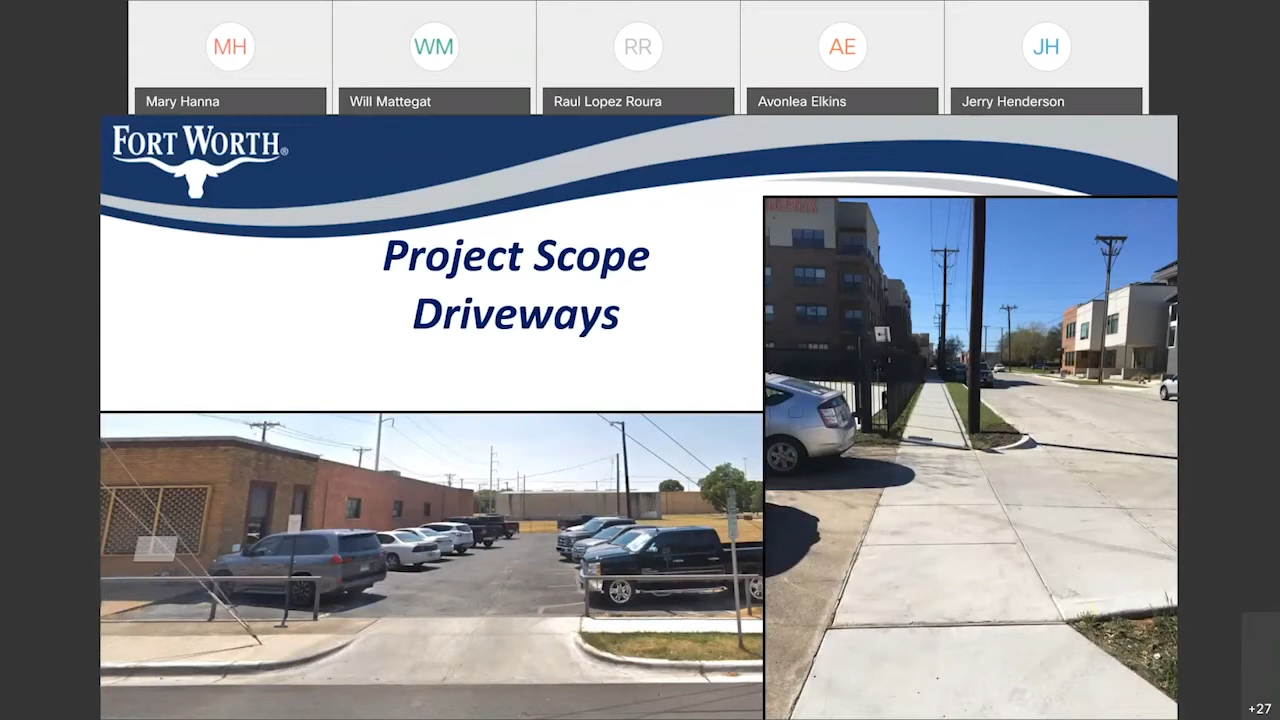 MH
WM
RR
AE
JH
Mary Hanna
Will Mattegat
Raul Lopez Roura
Avonlea Elkins
Jerry Henderson
FORT WORTH®
Project Scope
Driveways
+27